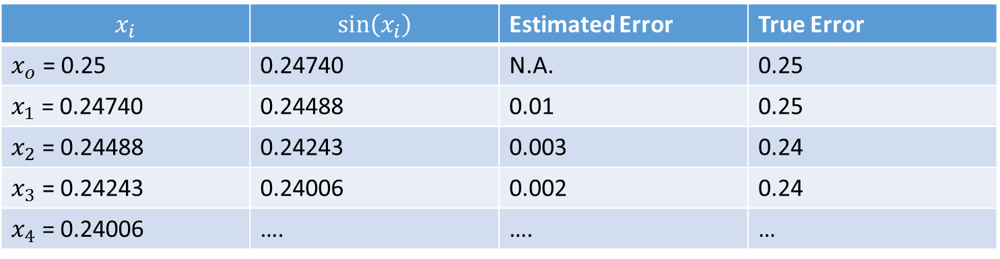 x_i sin(x_i) Estimated Error True Error
x_o = 0.25 0.24740 N.A. 0.25
x_1 = 0.24740 0.24488 0.01 0.25
x_2 = 0.24488 0.24243 0.003 0.24
x_3 = 0.24243 0.24006 0.002 0.24
x_4 = 0.24006 .... .... ...